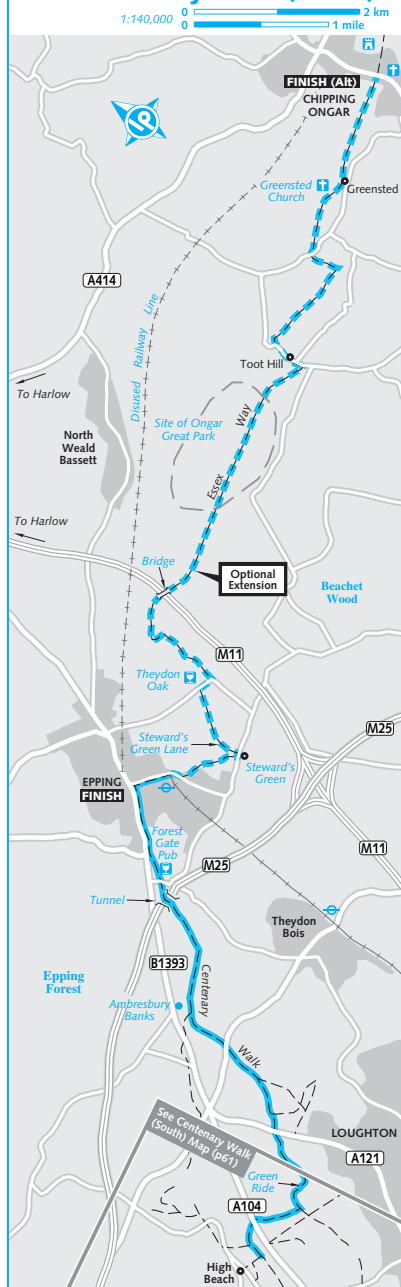 1:140,000
0 2 km
0 1 mile
FINISH (Alt)
CHIPPING
ONGAR
Greensted
Church
Greensted
A414
Disused Railway Line
Toot Hill
To Harlow
Site of Ongar
Great Park
Essex Way
North
Weald
Bassett
To Harlow
Bridge
Optional
Extension
Beachet
Wood
M11
Theydon
Oak
M25
Steward's
Green Lane
Steward's
Green
EPPING
FINISH
Forest
Gate
Pub
M11
M25
Tunnel
Theydon
Bois
B1393
Epping
Forest
Centenary Walk
Ambresbury
Banks
See Centenary Walk
(South) Map (p61)
LOUGHTON
A121
Green
Ride
A104
High
Beach